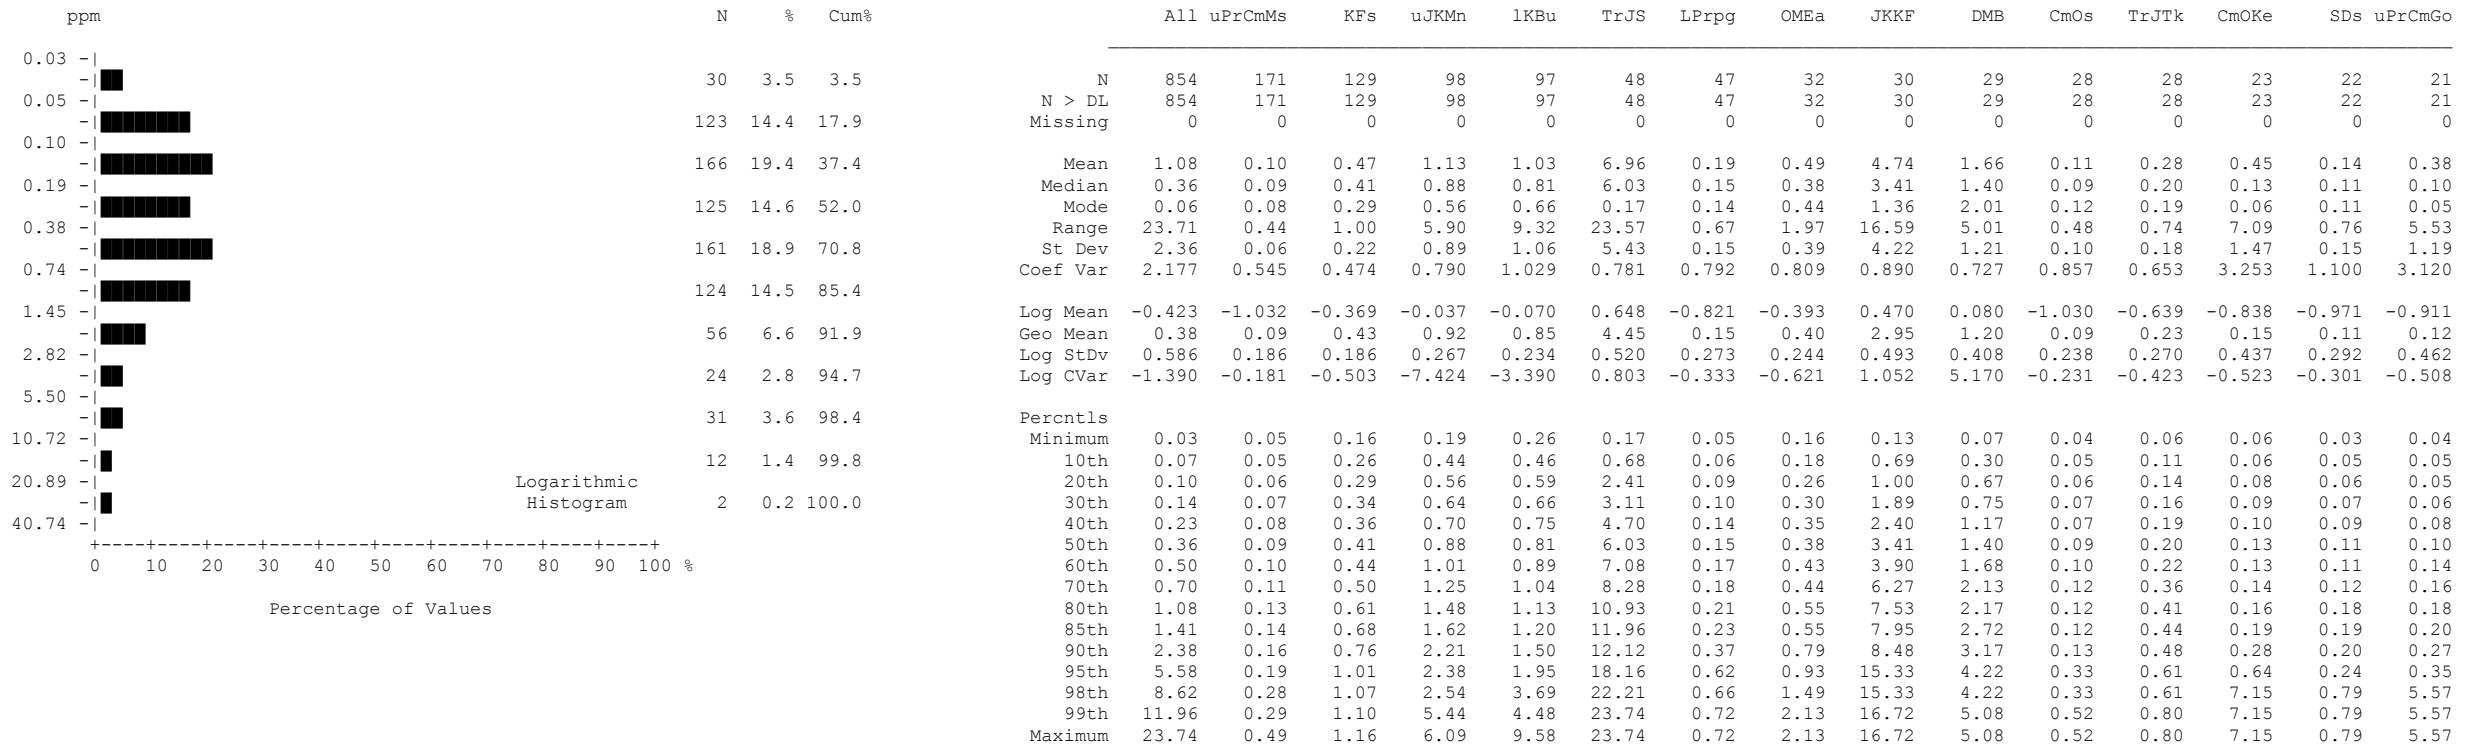 ppm N % Cum% All uPrCmMs KFs uJKMn lKBu TrJS LPrpg OMEa JKKF DMB CmOs TrJTk CmOKe SDs uPrCmGo
0.03 -|
-| 30 3.5 3.5 N 854 171 129 98 97 48 47 32 30 29 28 28 23 22 21
0.05 -| N > DL 854 171 129 98 97 48 47 32 30 29 28 28 23 22 21
-| 123 14.4 17.9 Missing 0 0 0 0 0 0 0 0 0 0 0 0 0 0 0
0.10 -|
-| 166 19.4 37.4 Mean 1.08 0.10 0.47 1.13 1.03 6.96 0.19 0.49 4.74 1.66 0.11 0.28 0.45 0.14 0.38
0.19 -| Median 0.36 0.09 0.41 0.88 0.81 6.03 0.15 0.38 3.41 1.40 0.09 0.20 0.13 0.11 0.10
-| 125 14.6 52.0 Mode 0.06 0.08 0.29 0.56 0.66 0.17 0.14 0.44 1.36 2.01 0.12 0.19 0.06 0.11 0.05
0.38 -| Range 23.71 0.44 1.00 5.90 9.32 23.57 0.67 1.97 16.59 5.01 0.48 0.74 7.09 0.76 5.53
-| 161 18.9 70.8 St Dev 2.36 0.06 0.22 0.89 1.06 5.43 0.15 0.39 4.22 1.21 0.10 0.18 1.47 0.15 1.19
0.74 -| Coef Var 2.177 0.545 0.474 0.790 1.029 0.781 0.792 0.809 0.890 0.727 0.857 0.653 3.253 1.100 3.120
-| 124 14.5 85.4
1.45 -| Log Mean -0.423 -1.032 -0.369 -0.037 -0.070 0.648 -0.821 -0.393 0.470 0.080 -1.030 -0.639 -0.838 -0.971 -0.911
-| 56 6.6 91.9 Geo Mean 0.38 0.09 0.43 0.92 0.85 4.45 0.15 0.40 2.95 1.20 0.09 0.23 0.15 0.11 0.12
2.82 -| Log StDv 0.586 0.186 0.186 0.267 0.234 0.520 0.273 0.244 0.493 0.408 0.238 0.270 0.437 0.292 0.462
-| 24 2.8 94.7 Log CVar -1.390 -0.181 -0.503 -7.424 -3.390 0.803 -0.333 -0.621 1.052 5.170 -0.231 -0.423 -0.523 -0.301 -0.508
5.50 -|
-| 31 3.6 98.4 Percntls
10.72 -| Minimum 0.03 0.05 0.16 0.19 0.26 0.17 0.05 0.16 0.13 0.07 0.04 0.06 0.06 0.03 0.04
-| 12 1.4 99.8 10th 0.07 0.05 0.26 0.44 0.46 0.68 0.06 0.18 0.69 0.30 0.05 0.11 0.06 0.05 0.05
20.89 -| Logarithmic 20th 0.10 0.06 0.29 0.56 0.59 2.41 0.09 0.26 1.00 0.67 0.06 0.14 0.08 0.06 0.05
-| Histogram 2 0.2 100.0 30th 0.14 0.07 0.34 0.64 0.66 3.11 0.10 0.30 1.89 0.75 0.07 0.16 0.09 0.07 0.06
40.74 -| 40th 0.23 0.08 0.36 0.70 0.75 4.70 0.14 0.35 2.40 1.17 0.07 0.19 0.10 0.09 0.08
+----+----+----+----+----+----+----+----+----+----+ 50th 0.36 0.09 0.41 0.88 0.81 6.03 0.15 0.38 3.41 1.40 0.09 0.20 0.13 0.11 0.10
0 10 20 30 40 50 60 70 80 90 100 % 60th 0.50 0.10 0.44 1.01 0.89 7.08 0.17 0.43 3.90 1.68 0.10 0.22 0.13 0.11 0.14
70th 0.70 0.11 0.50 1.25 1.04 8.28 0.18 0.44 6.27 2.13 0.12 0.36 0.14 0.12 0.16
Percentage of Values 80th 1.08 0.13 0.61 1.48 1.13 10.93 0.21 0.55 7.53 2.17 0.12 0.41 0.16 0.18 0.18
85th 1.41 0.14 0.68 1.62 1.20 11.96 0.23 0.55 7.95 2.72 0.12 0.44 0.19 0.19 0.20
90th 2.38 0.16 0.76 2.21 1.50 12.12 0.37 0.79 8.48 3.17 0.13 0.48 0.28 0.20 0.27
95th 5.58 0.19 1.01 2.38 1.95 18.16 0.62 0.93 15.33 4.22 0.33 0.61 0.64 0.24 0.35
98th 8.62 0.28 1.07 2.54 3.69 22.21 0.66 1.49 15.33 4.22 0.33 0.61 7.15 0.79 5.57
99th 11.96 0.29 1.10 5.44 4.48 23.74 0.72 2.13 16.72 5.08 0.52 0.80 7.15 0.79 5.57
Maximum 23.74 0.49 1.16 6.09 9.58 23.74 0.72 2.13 16.72 5.08 0.52 0.80 7.15 0.79 5.57